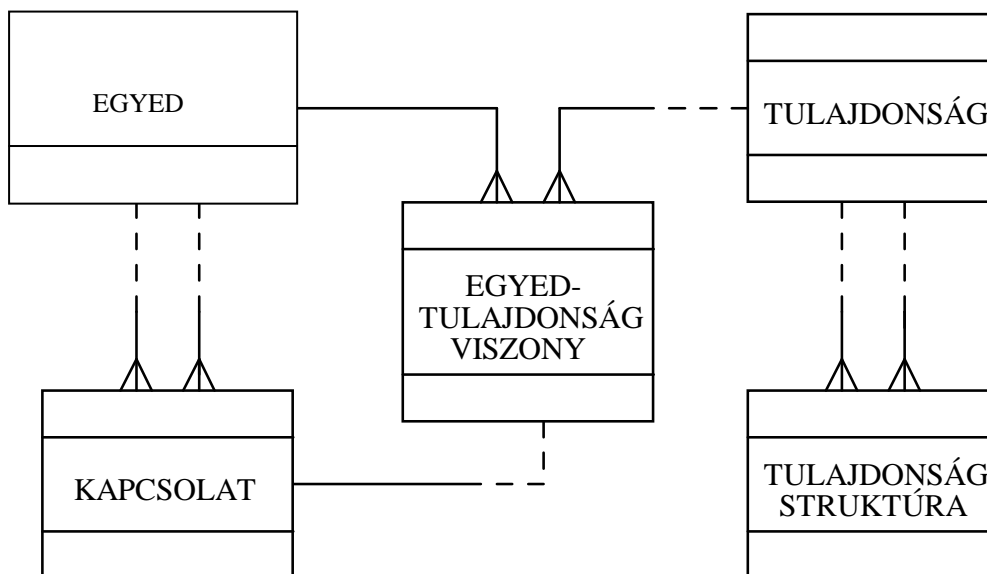 EGYED
TULAJDONSÁG
EGYED-
TULAJDONSÁG
VISZONY
KAPCSOLAT
TULAJDONSÁG
STRUKTÚRA